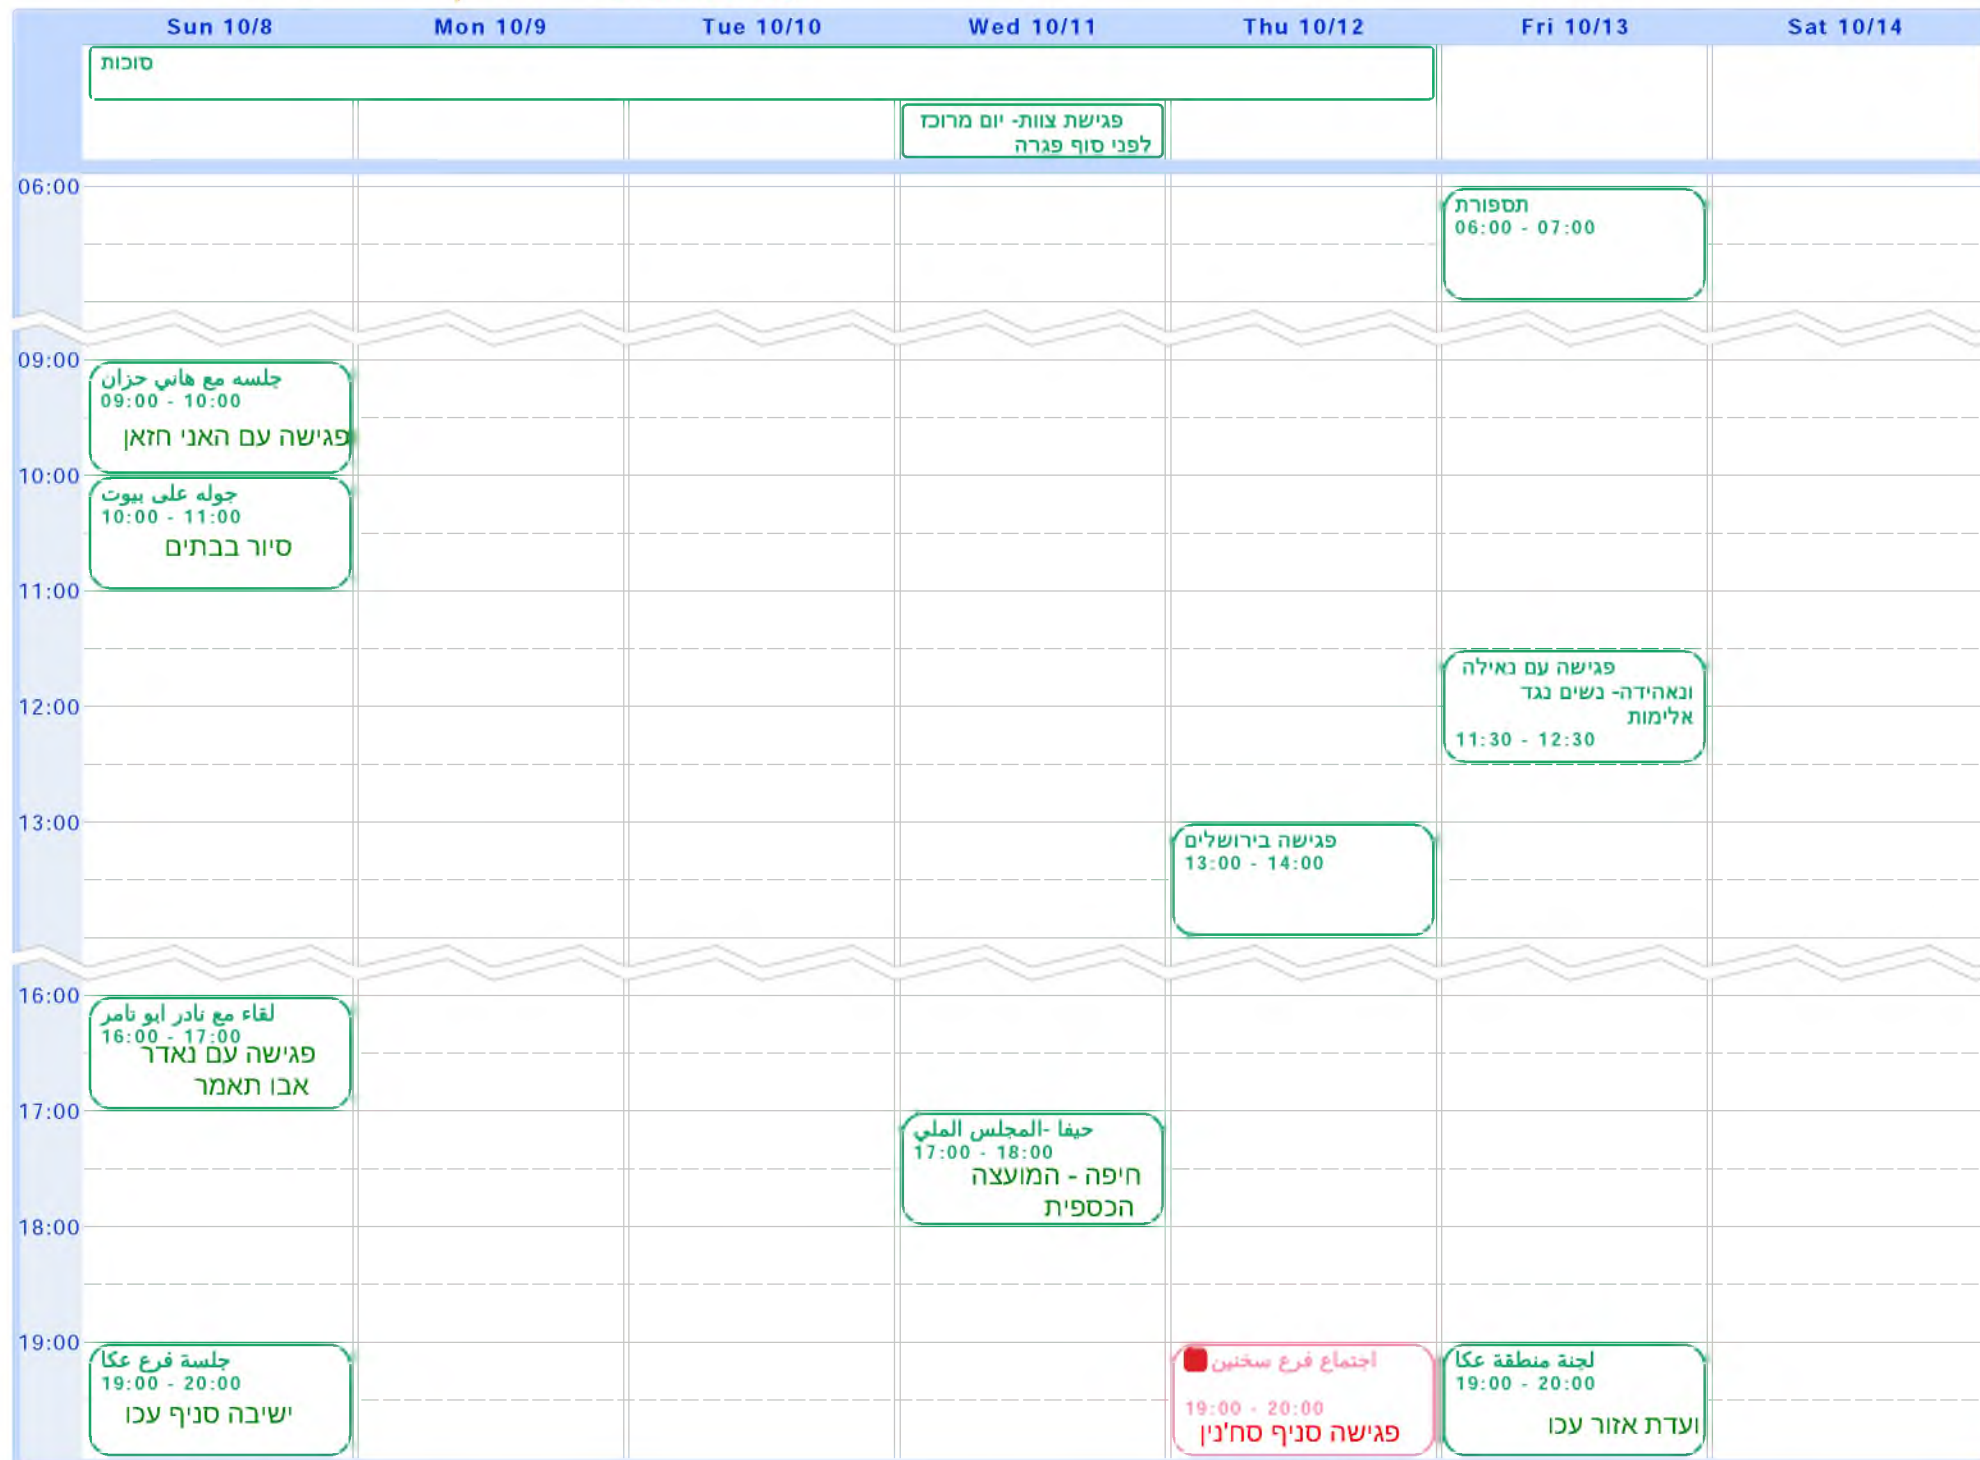 Sun 10/8
Mon 10/9
Tue 10/10
Wed 10/11
Thu 10/12
Fri 10/13
Sat 10/14
סוכות
פגישת צוות- יום מרוכז
לפני סוף פגרה
06:00
תספורת
06:00 - 07:00
09:00
جلسه مع هاني حزان
09:00 - 10:00
פגישה עם האני חזאן
10:00
جوله على بيوت
10:00 - 11:00
סיור בבתים
11:00
פגישה עם נאילה
ונאהידה- נשים נגד
אלימות
11:30 - 12:30
12:00
13:00
פגישה בירושלים
13:00 - 14:00
16:00
لقاء مع نادر ابو تامر
16:00 - 17:00
פגישה עם נאדר
אבו תאמר
17:00
حيفا -المجلس الملي
17:00 - 18:00
חיפה - המועצה
הכספית
18:00
19:00
جلسة فرع عكا
19:00 - 20:00
ישיבה סניף עכו
اجتماع فرع سخنين
19:00 - 20:00
פגישה סניף סח'נין
لجنة منطقة عكا
19:00 - 20:00
ועדת אזור עכו